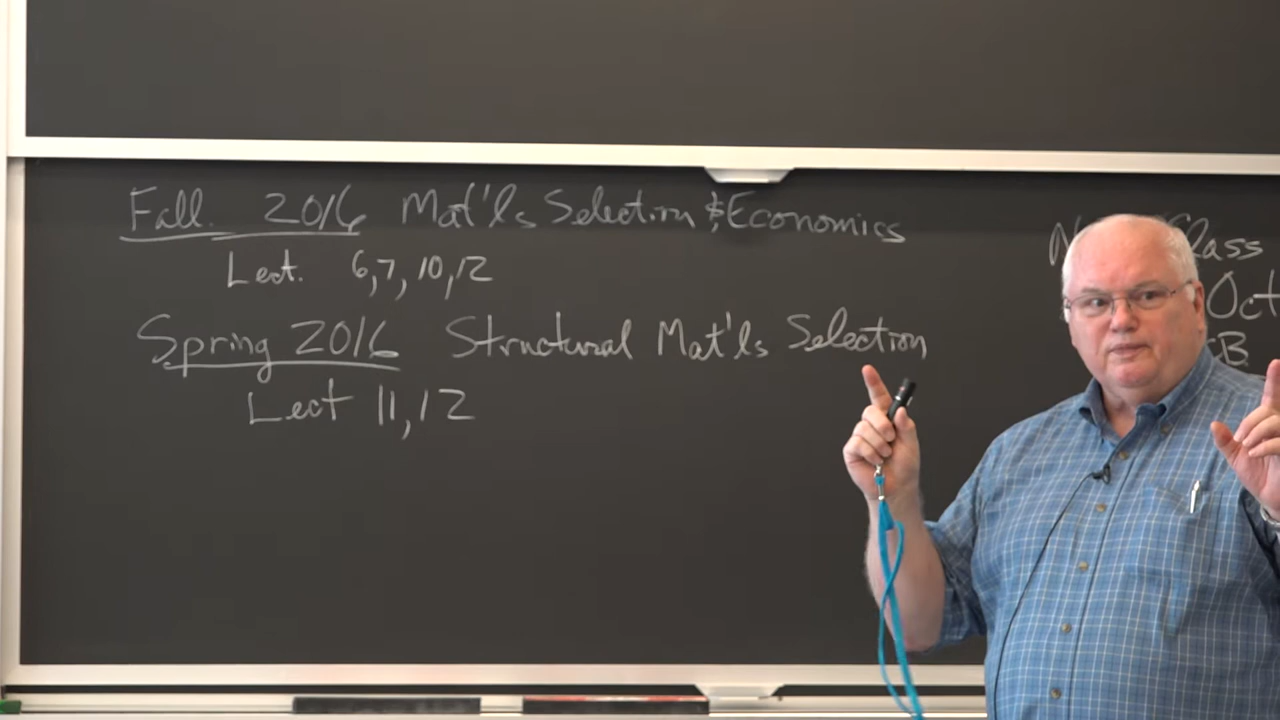 Fall. 2016 Mat'ls Selection & Economics
Lect. 6,7,10,12
Spring 2016 Structural Mat'ls Selection
Lect 11,12
Class
Oct